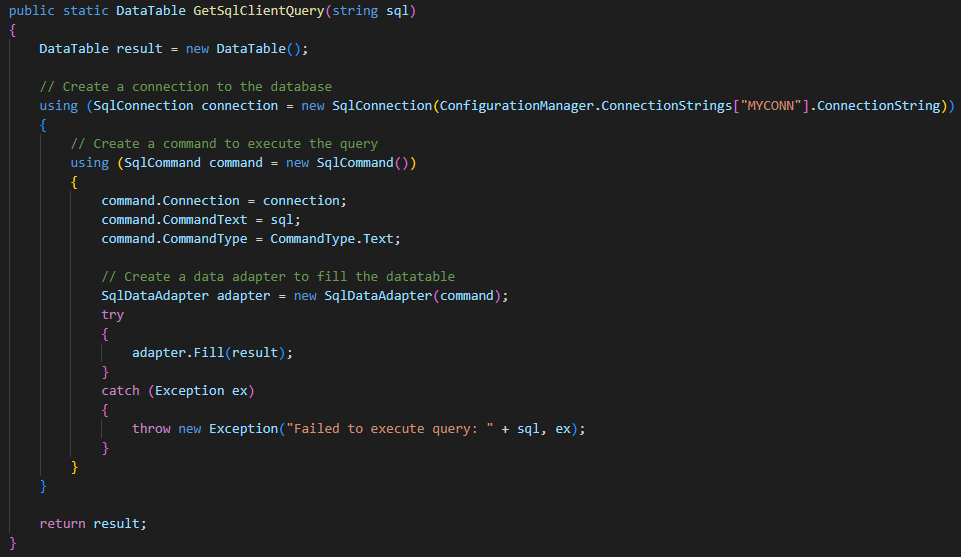 public static DataTable GetSqlClientQuery(string sql)
{
    DataTable result = new DataTable();

    // Create a connection to the database
    using (SqlConnection connection = new SqlConnection(ConfigurationManager.ConnectionStrings["MYCONN"].ConnectionString))
    {
        // Create a command to execute the query
        using (SqlCommand command = new SqlCommand())
        {
            command.Connection = connection;
            command.CommandText = sql;
            command.CommandType = CommandType.Text;

            // Create a data adapter to fill the datatable
            SqlDataAdapter adapter = new SqlDataAdapter(command);
            try
            {
                adapter.Fill(result);
            }
            catch (Exception ex)
            {
                throw new Exception("Failed to execute query: " + sql, ex);
            }
        }
    }

    return result;
}